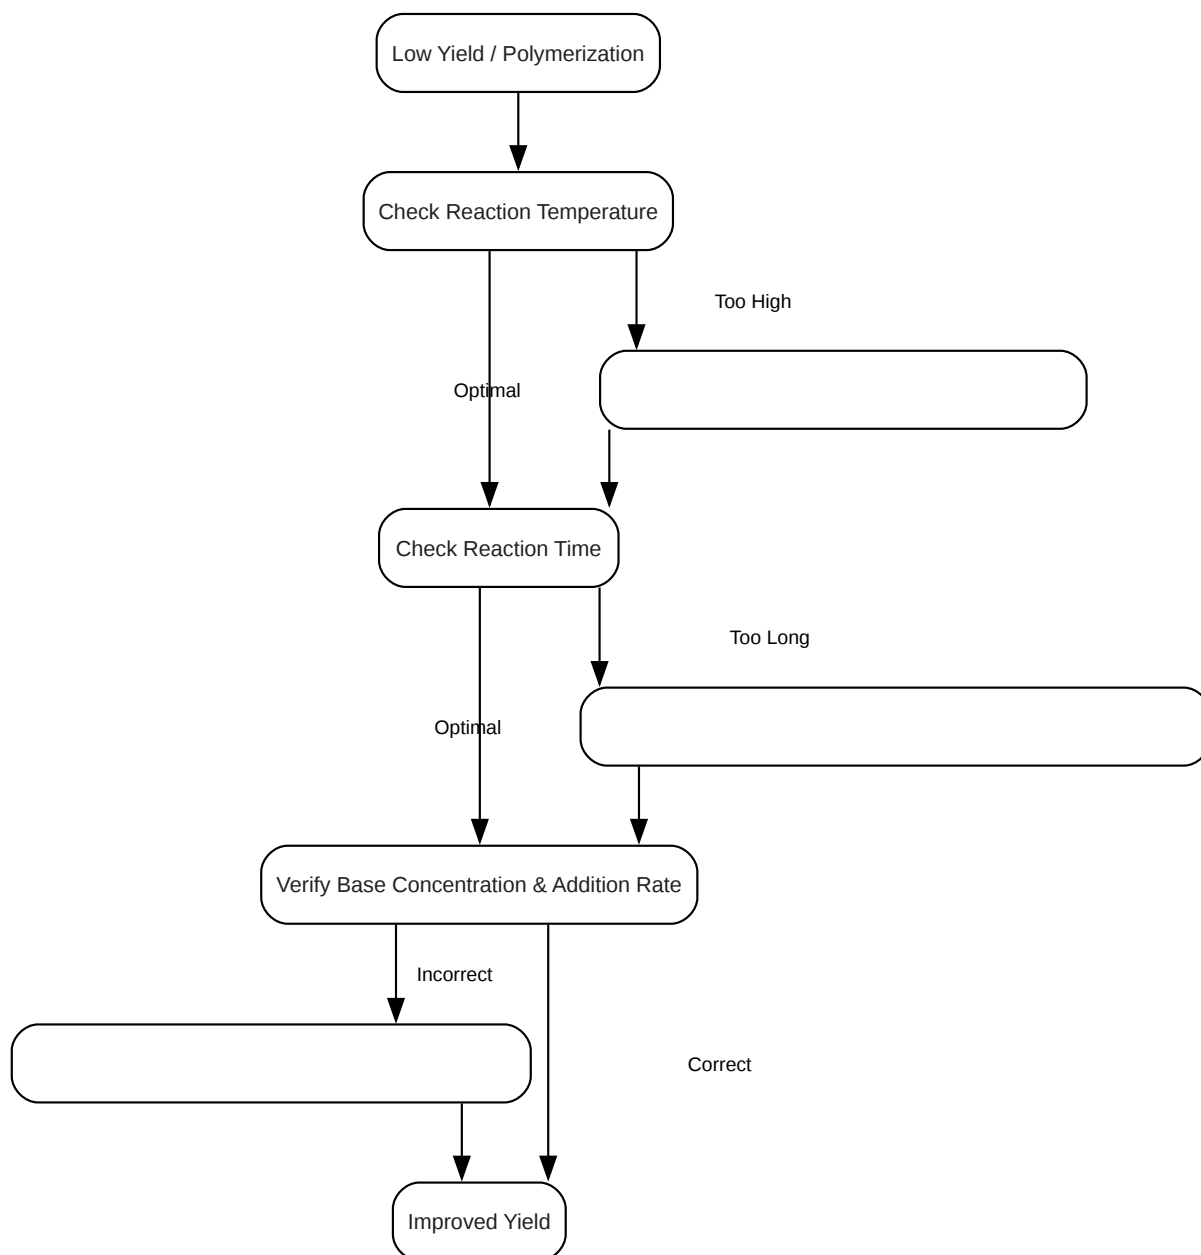 Low Yield / Polymerization
Check Reaction Temperature
Too High
Optimal
Check Reaction Time
Too Long
Optimal
Verify Base Concentration & Addition Rate
Incorrect
Correct
Improved Yield